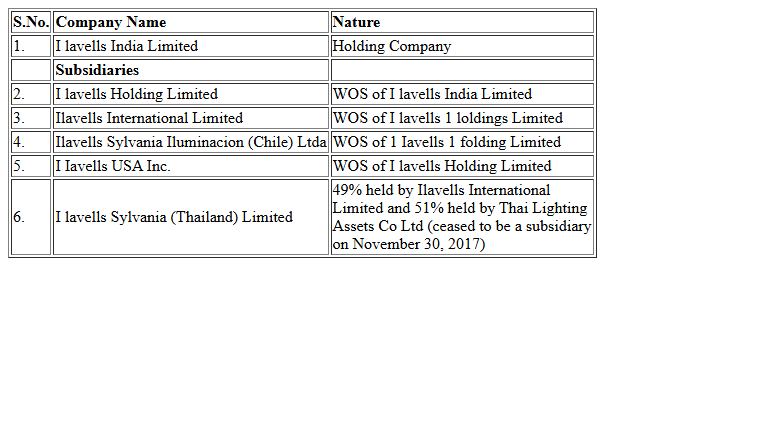 S.No. Company Name Nature
1. I lavells India Limited Holding Company
Subsidiaries
2. I lavells Holding Limited WOS of I lavells India Limited
3. Ilavells International Limited WOS of I lavells 1 loldings Limited
4. Ilavells Sylvania Iluminacion (Chile) Ltda WOS of 1 Iavells 1 folding Limited
5. I Iavells USA Inc. WOS of I lavells Holding Limited
6. I lavells Sylvania (Thailand) Limited 49% held by Ilavells International
Limited and 51% held by Thai Lighting
Assets Co Ltd (ceased to be a subsidiary
on November 30, 2017)